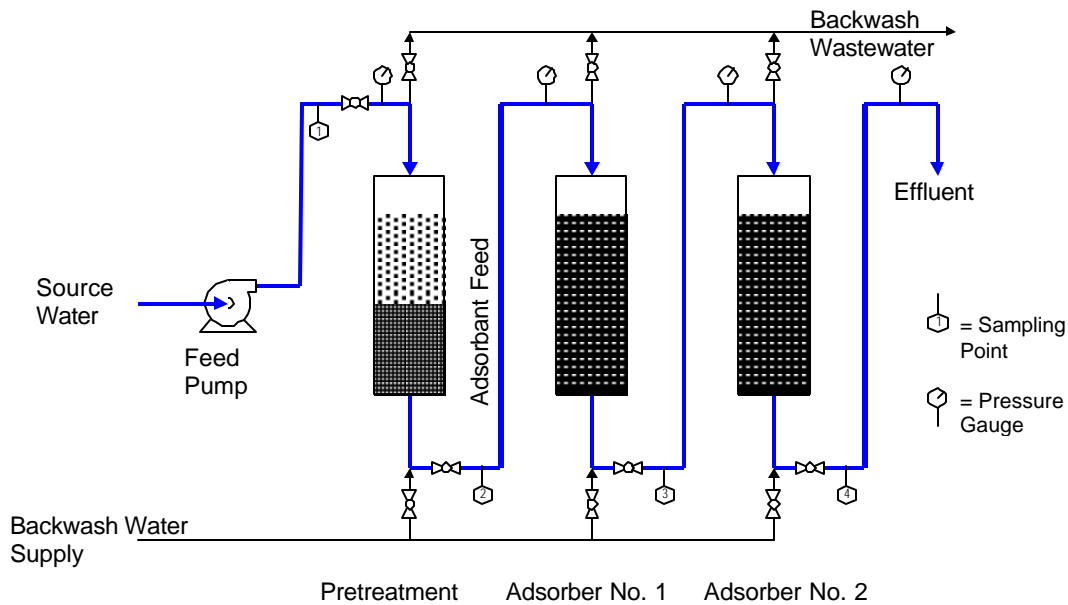 Backwash
Wastewater
1
Effluent
Adsorbant Feed
Source
Water
Feed
Pump
1
= Sampling
Point
= Pressure
Gauge
2
3
4
Backwash Water
Supply
Pretreatment
Adsorber No. 1
Adsorber No. 2